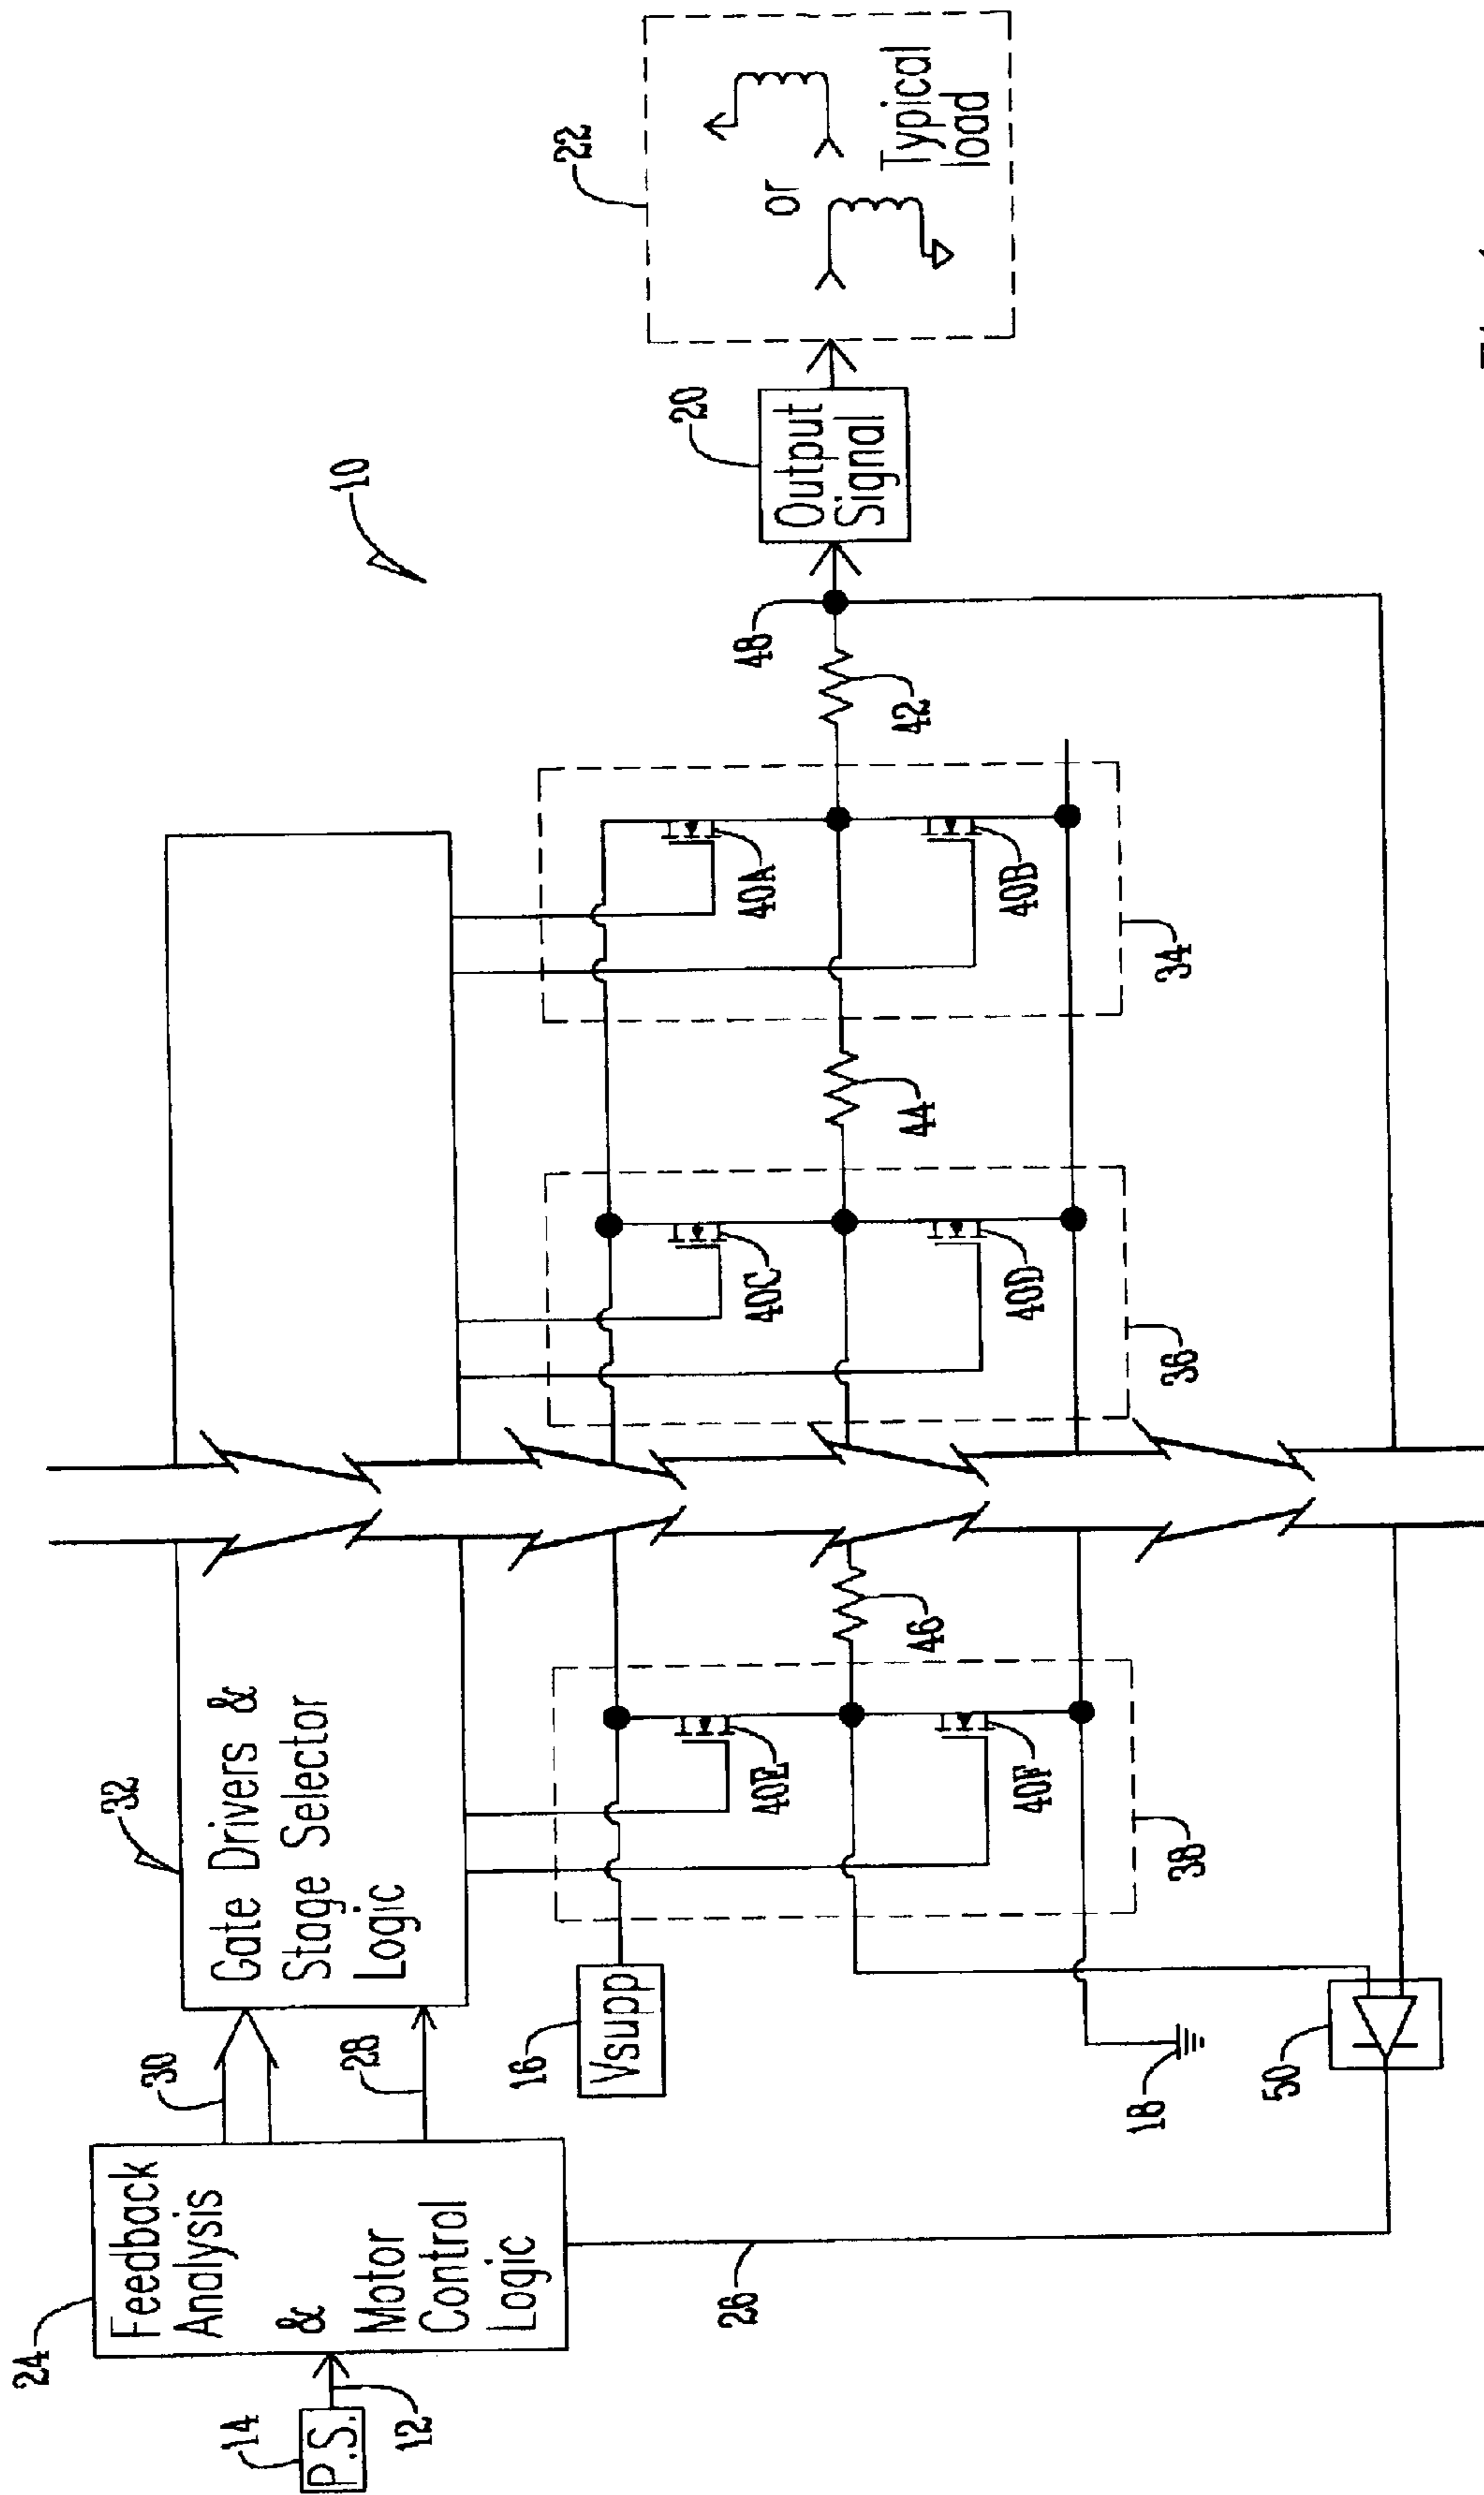 24
Feedback
Analysis
&
Motor
Control
Logic
14
P.S.
12
26
30
28
32
Gate Drivers &
Stage Selector
Logic
16
Vsupp
18
50
38
40E
40F
46
36
40C
40D
44
34
40A
40B
42
48
10
20
Output
Signal
22
or
Typical
load